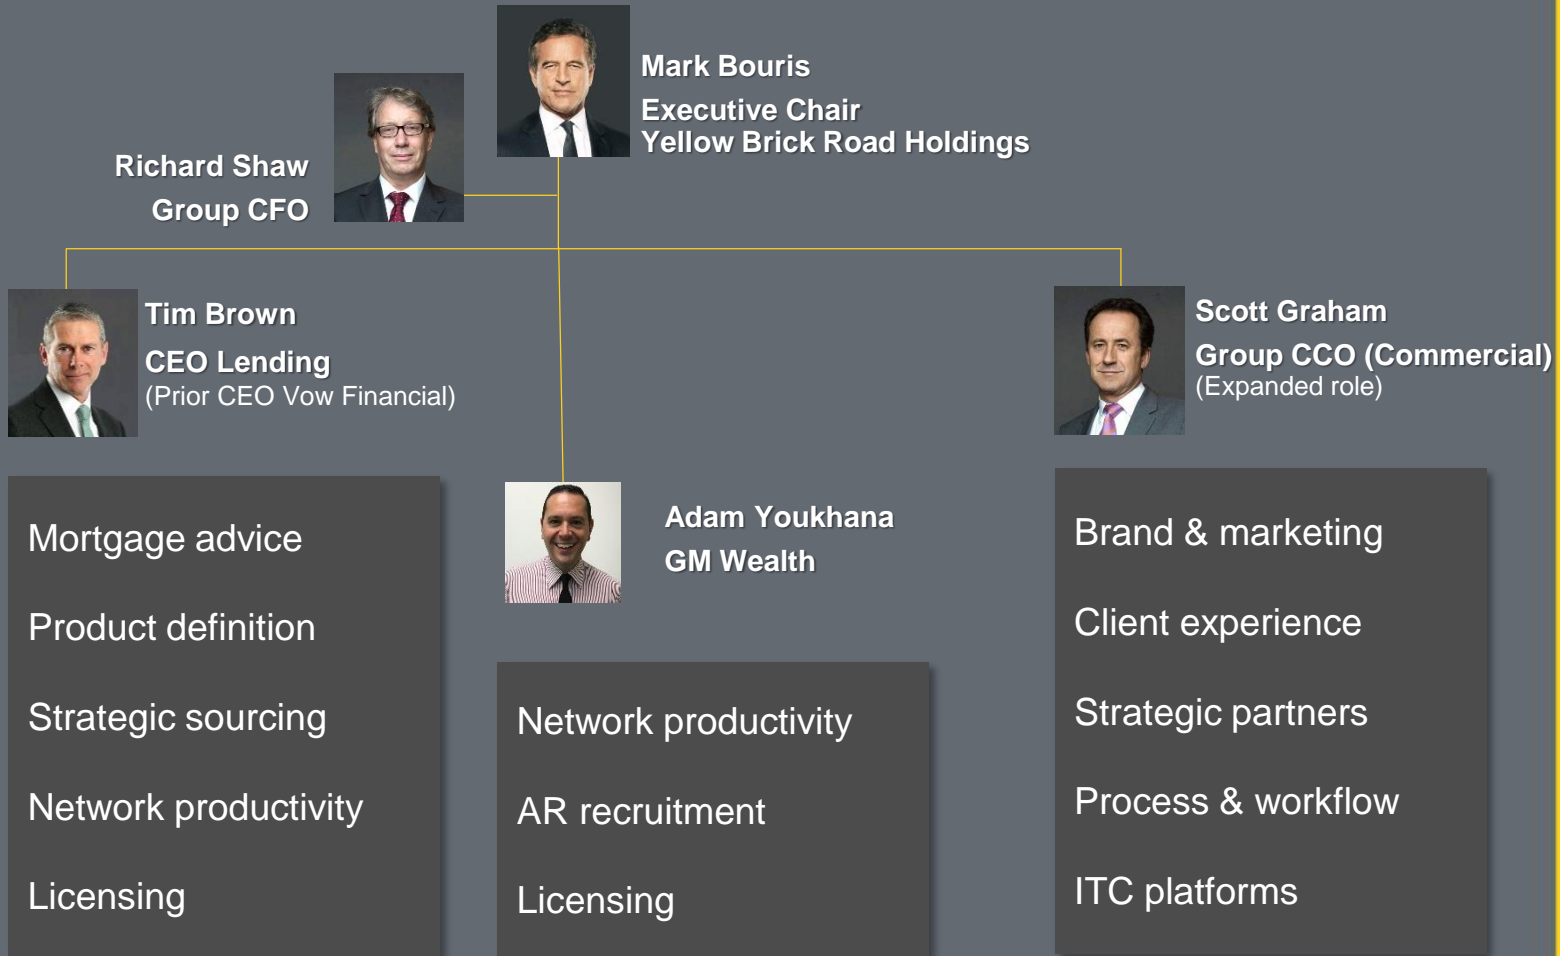 Mark Bouris
Executive Chair
Yellow Brick Road Holdings
Richard Shaw
Group CFO
Tim Brown
CEO Lending
(Prior CEO Vow Financial)
Scott Graham
Group CCO (Commercial)
(Expanded role)
Adam Youkhana
GM Wealth
Mortgage advice
Product definition
Strategic sourcing
Network productivity
Licensing
Network productivity
AR recruitment
Licensing
Brand & marketing
Client experience
Strategic partners
Process & workflow
ITC platforms